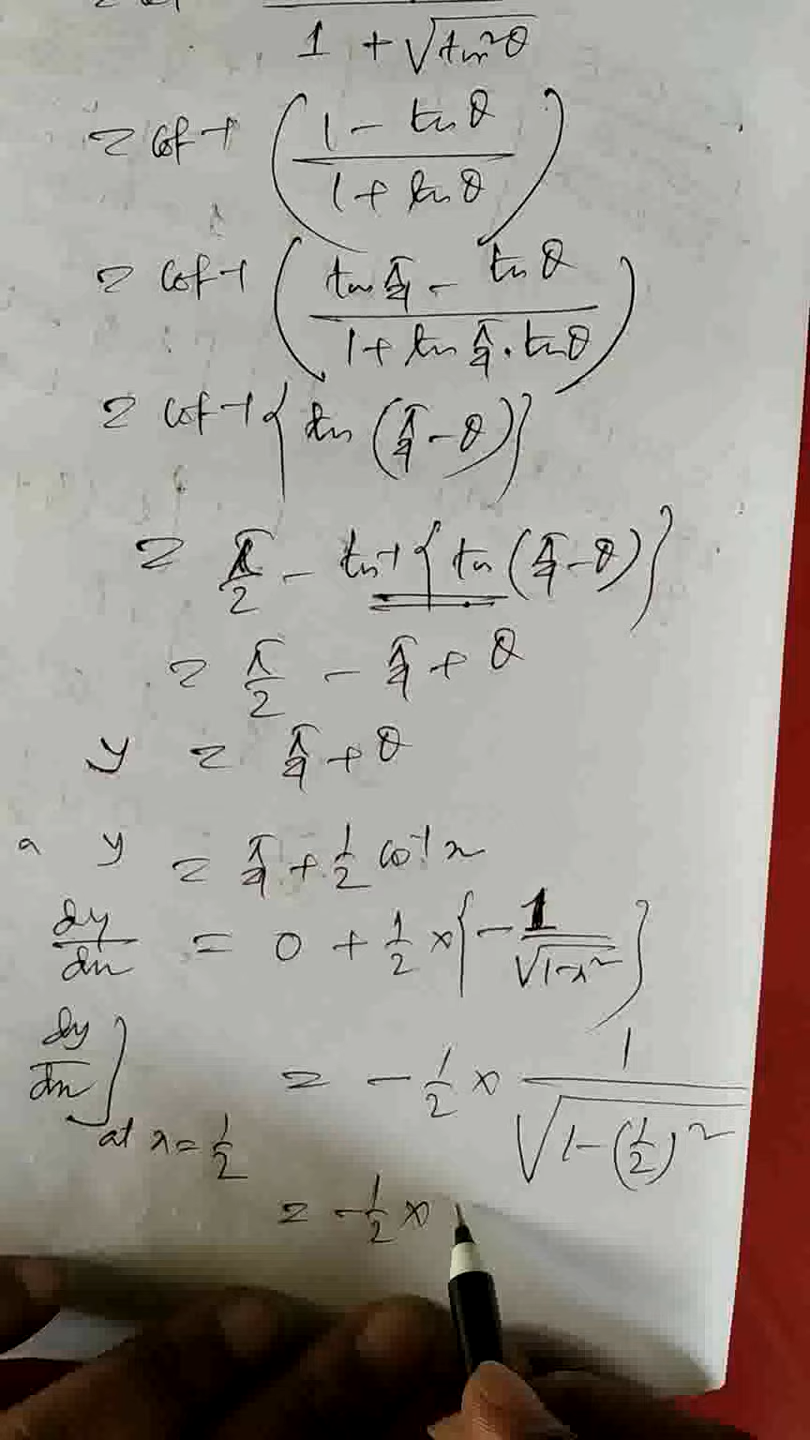 1 + √tan²θ
= cot⁻¹ ( (1 − tanθ) / (1 + tanθ) )
= cot⁻¹ ( (tan π/4 − tanθ) / (1 + tan π/4 · tanθ) )
= cot⁻¹ { tan (π/4 − θ) }
= π/2 − tan⁻¹ { tan (π/4 − θ) }
= π/2 − π/4 + θ
y = π/4 + θ
y = π/4 + 1/2 cos⁻¹x
dy/dx = 0 + 1/2 × { − 1/√(1−x²) }
dy/dx ] at x = 1/2 = − 1/2 × 1/√(1 − (1/2)²)
= − 1/2 ×